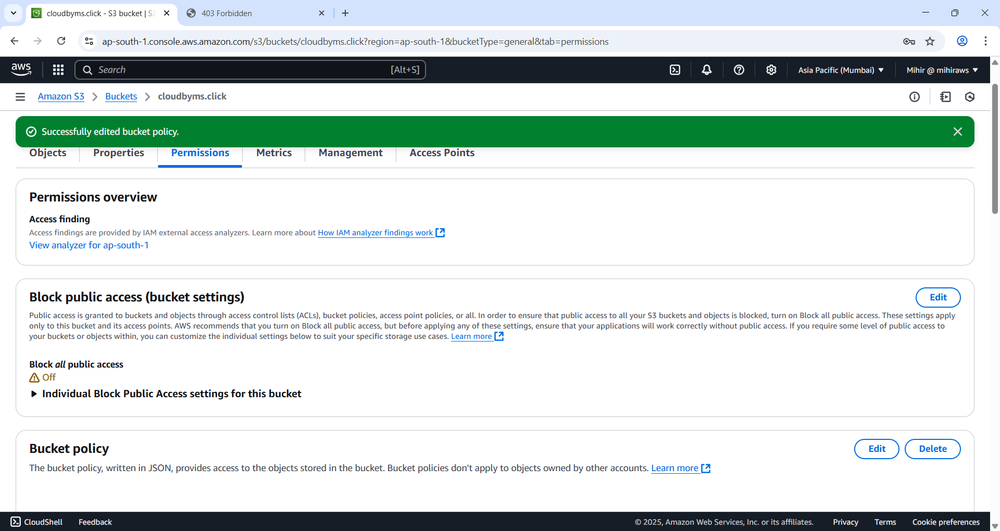 cloudbyms.click - S3 bucket | S3
403 Forbidden
ap-south-1.console.aws.amazon.com/s3/buckets/cloudbyms.click?region=ap-south-1&bucketType=general&tab=permissions
aws
Search
[Alt+S]
Asia Pacific (Mumbai)
Mihir @ mihiraws
Amazon S3
Buckets
cloudbyms.click
Successfully edited bucket policy.
Objects
Properties
Permissions
Metrics
Management
Access Points
Permissions overview
Access finding
Access findings are provided by IAM external access analyzers. Learn more about How IAM analyzer findings work
View analyzer for ap-south-1
Block public access (bucket settings)
Edit
Public access is granted to buckets and objects through access control lists (ACLs), bucket policies, access point policies, or all. In order to ensure that public access to all your S3 buckets and objects is blocked, turn on Block all public access. These settings apply
only to this bucket and its access points. AWS recommends that you turn on Block all public access, but before applying any of these settings, ensure that your applications will work correctly without public access. If you require some level of public access to
your buckets or objects within, you can customize the individual settings below to suit your specific storage use cases. Learn more
Block all public access
Off
Individual Block Public Access settings for this bucket
Bucket policy
Edit
Delete
The bucket policy, written in JSON, provides access to the objects stored in the bucket. Bucket policies don't apply to objects owned by other accounts. Learn more
CloudShell
Feedback
© 2025, Amazon Web Services, Inc. or its affiliates.
Privacy
Terms
Cookie preferences